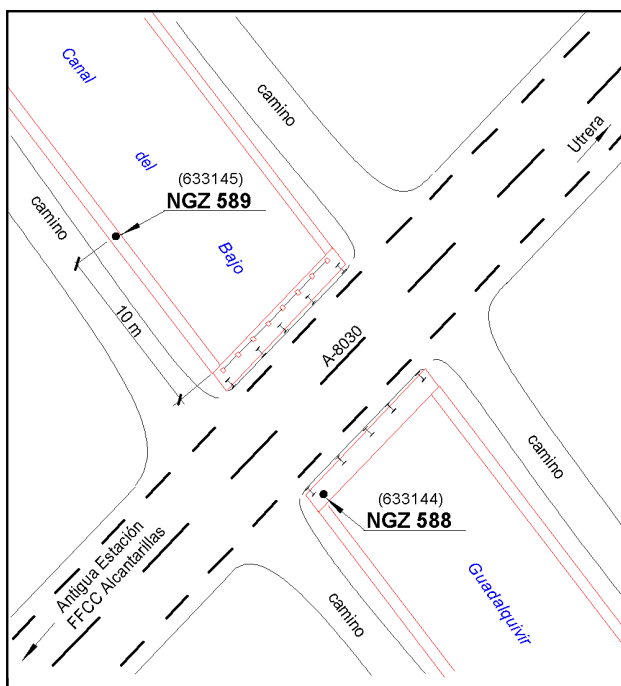 Canal
del
Bajo
Guadalquivir
camino
Utrera
(633145)
NGZ 589
camino
10 m
A-8030
camino
(633144)
NGZ 588
Antigua Estación
FFCC Alcantarillas
camino